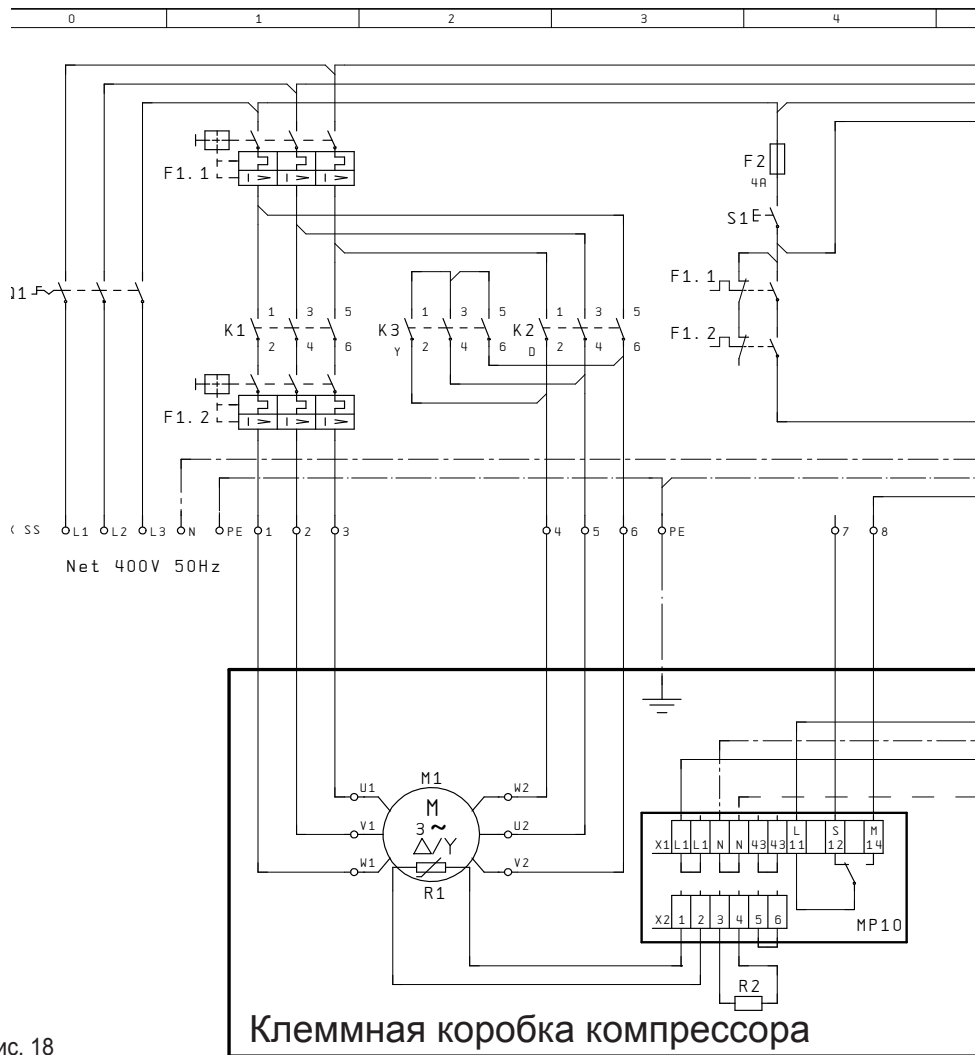 0 1 2 3 4
F1.1
F2
4A
S1
F1.1
1 3 5 1 3 5 1 3 5
K1 K3 K2
2 4 6 Y 2 4 6 D 2 4 6
F1.2
F1.2
SS L1 L2 L3 N PE 1 2 3 4 5 6 PE 7 8
Net 400V 50Hz
M1
U1 W2
M
3 ~
V1 U2
△/Y
W1 V2
R1
L S M
X1 L1 L1 N N 43 43 11 12 14
X2 1 2 3 4 5 6 MP10
R2
Клеммная коробка компрессора
ис. 18